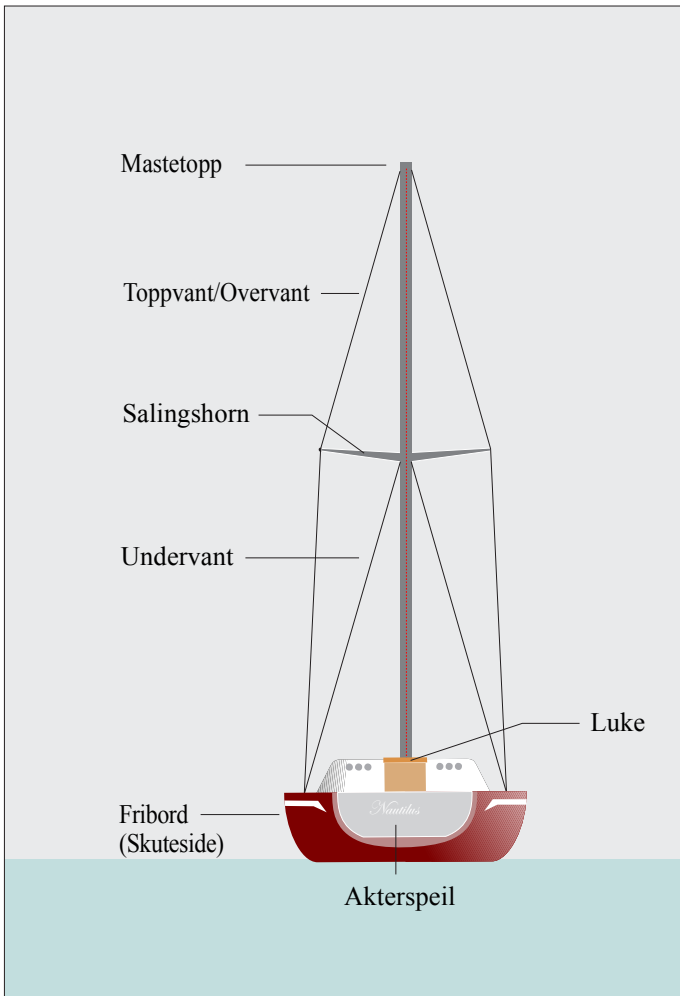 Mastetopp
Toppvant/Overvant
Salingshorn
Undervant
Luke
Fribord
(Skuteside)
Nautilus
Akterspeil